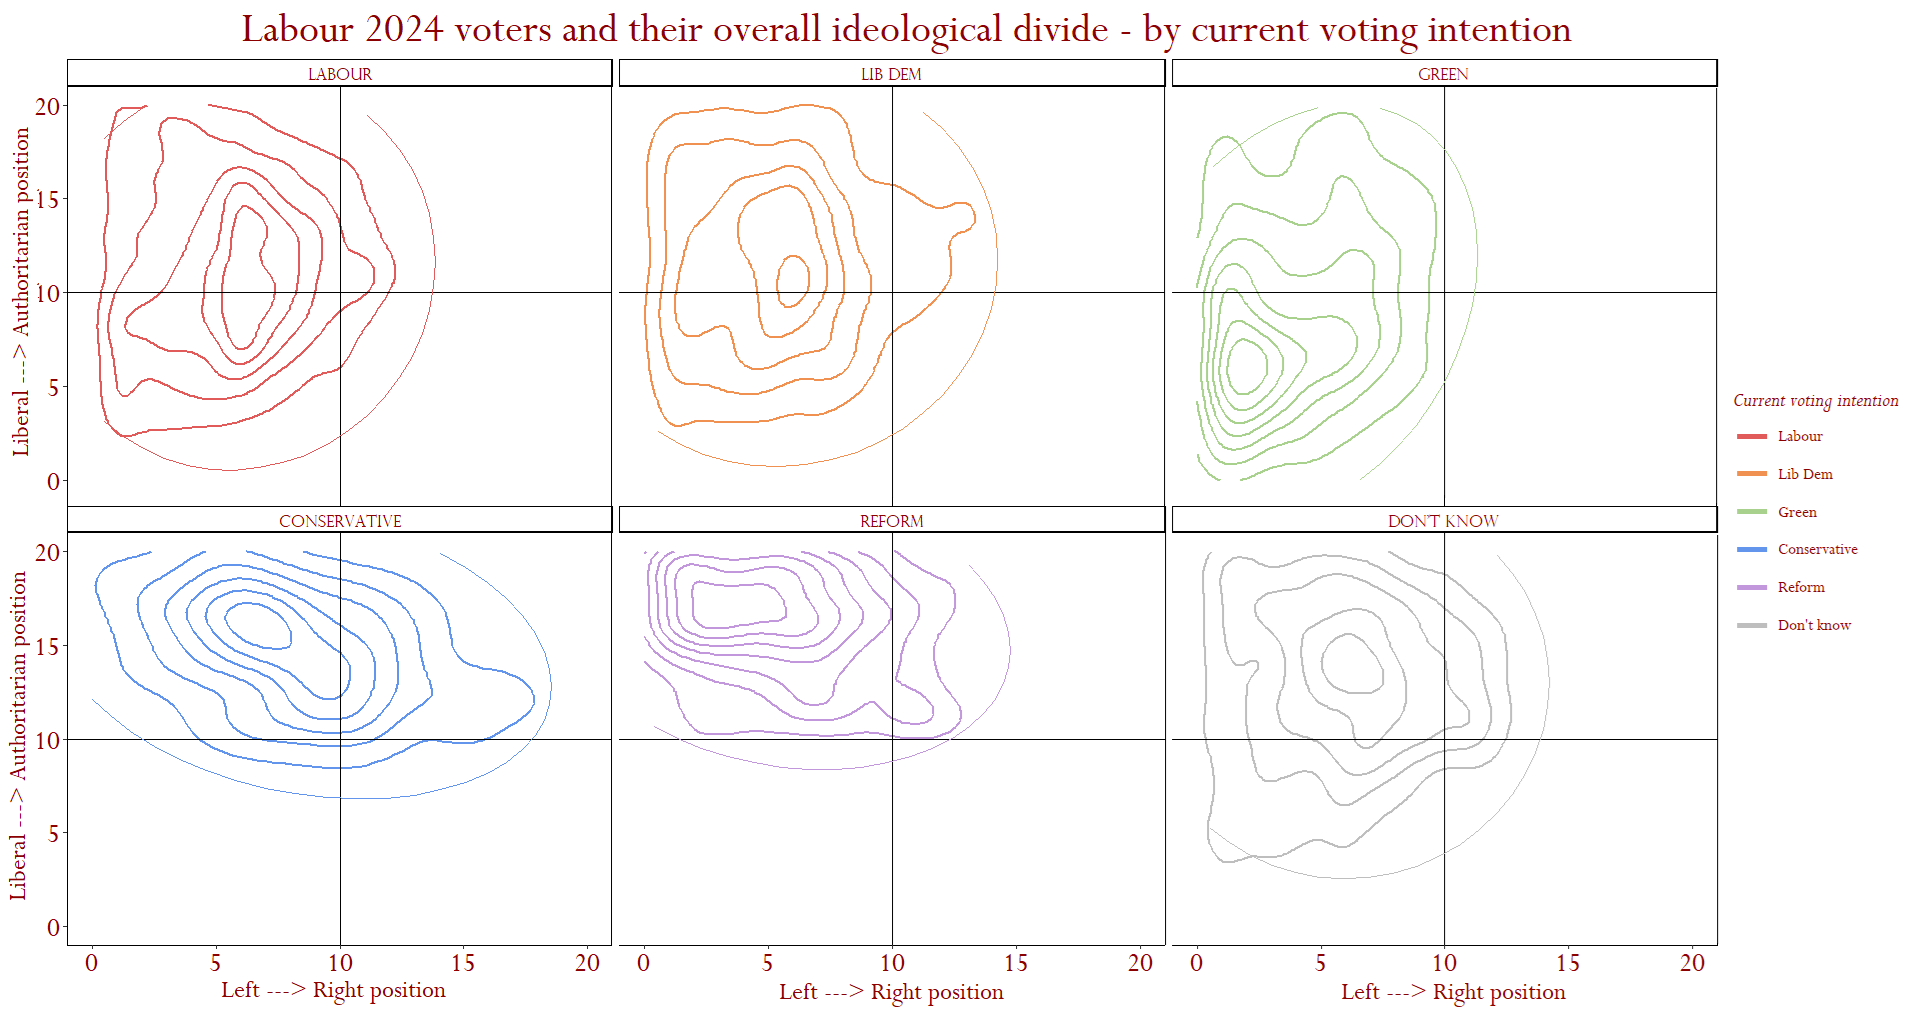 Labour 2024 voters and their overall ideological divide - by current voting intention
LABOUR
LIB DEM
GREEN
20
15
10
5
0
Liberal ---> Authoritarian position
CONSERVATIVE
REFORM
DON'T KNOW
20
15
10
5
0
Liberal ---> Authoritarian position
0 5 10 15 20
0 5 10 15 20
0 5 10 15 20
Left ---> Right position
Left ---> Right position
Left ---> Right position
Current voting intention
Labour
Lib Dem
Green
Conservative
Reform
Don't know